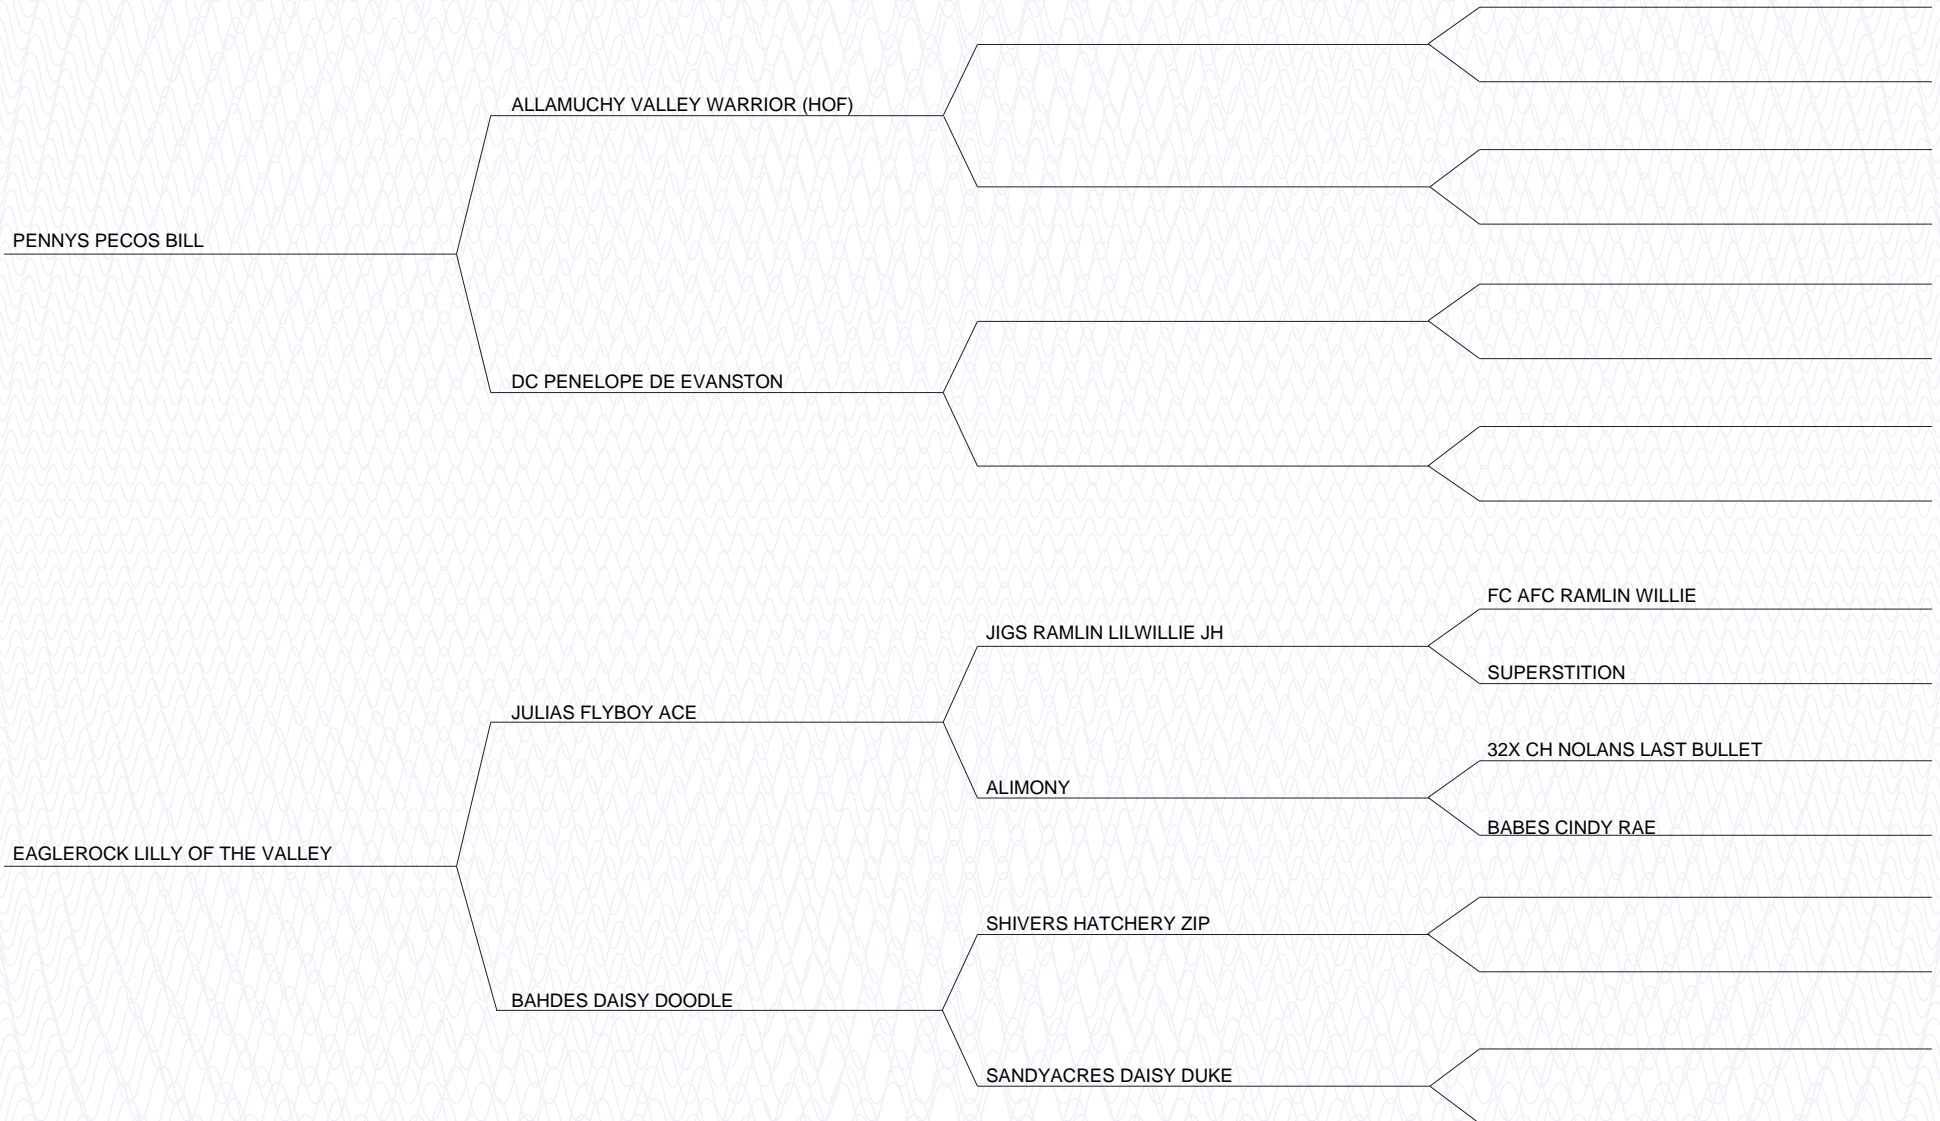 ALLAMUCHY VALLEY WARRIOR (HOF)
PENNYS PECOS BILL
DC PENELOPE DE EVANSTON
FC AFC RAMLIN WILLIE
JIGS RAMLIN LILWILLIE JH
SUPERSTITION
JULIAS FLYBOY ACE
32X CH NOLANS LAST BULLET
ALIMONY
BABES CINDY RAE
EAGLEROCK LILLY OF THE VALLEY
SHIVERS HATCHERY ZIP
BAHDES DAISY DOODLE
SANDYACRES DAISY DUKE